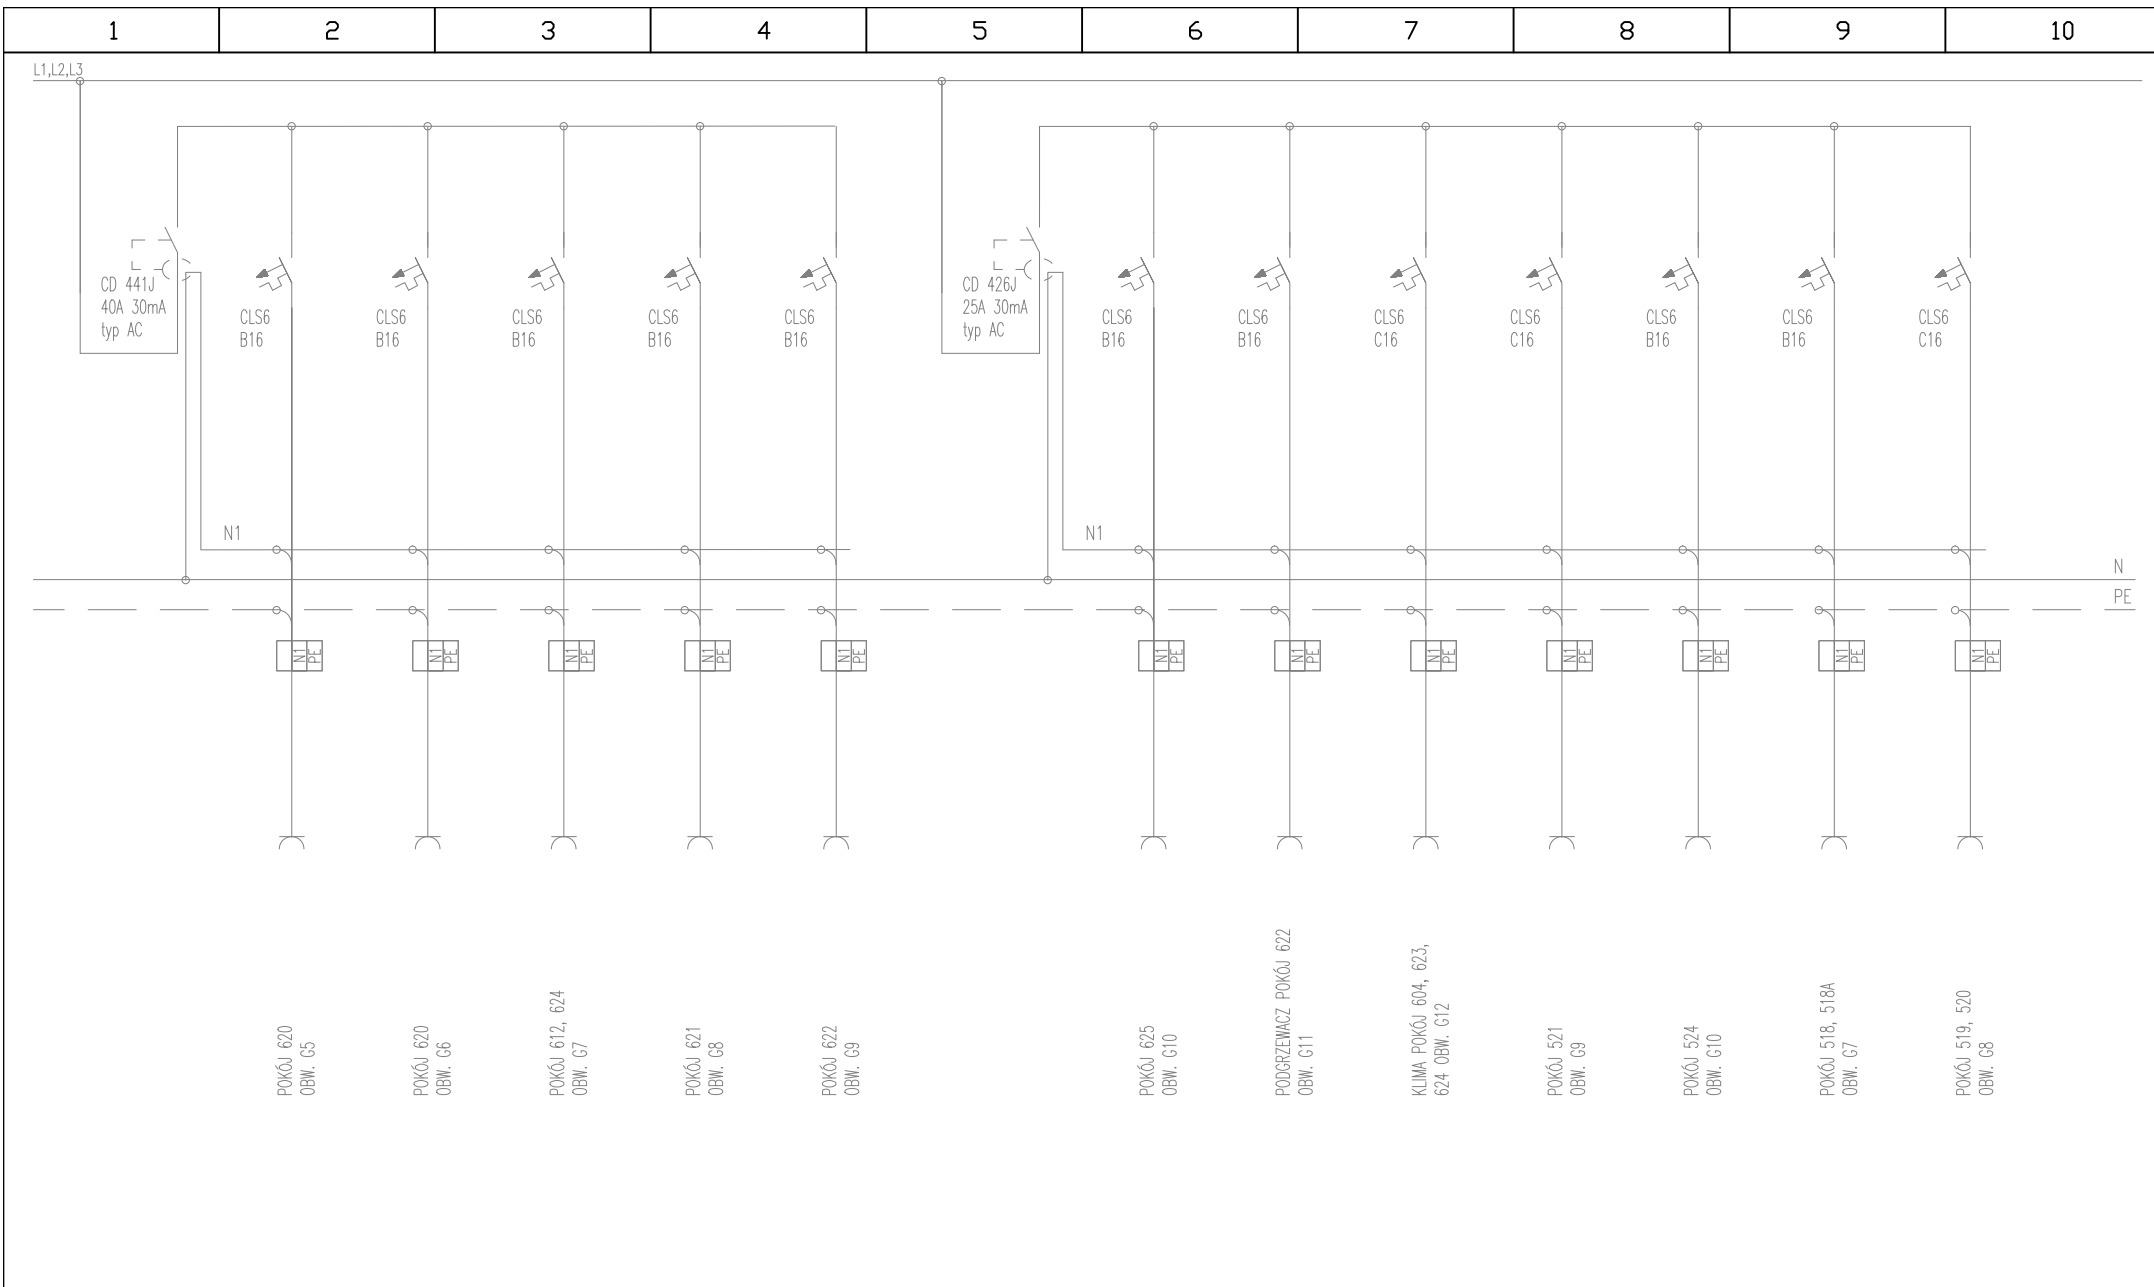 1 2 3 4 5 6 7 8 9 10
L1,L2,L3
CD 441J
40A 30mA
typ AC
CLS6
B16
CLS6
B16
CLS6
B16
CLS6
B16
CLS6
B16
CD 426J
25A 30mA
typ AC
CLS6
B16
CLS6
B16
CLS6
C16
CLS6
C16
CLS6
B16
CLS6
B16
CLS6
C16
N1
N1
N
PE
N1
PE
N1
PE
N1
PE
N1
PE
N1
PE
N1
PE
N1
PE
N1
PE
N1
PE
N1
PE
N1
PE
N1
PE
POKÓJ 620
OBW. G5
POKÓJ 620
OBW. G6
POKÓJ 612, 624
OBW. G7
POKÓJ 621
OBW. G8
POKÓJ 622
OBW. G9
POKÓJ 625
OBW. G10
PODGRZEWACZ POKÓJ 622
OBW. G11
KLIMA POKÓJ 604, 623,
624 OBW. G12
POKÓJ 521
OBW. G9
POKÓJ 524
OBW. G10
POKÓJ 518, 518A
OBW. G7
POKÓJ 519, 520
OBW. G8